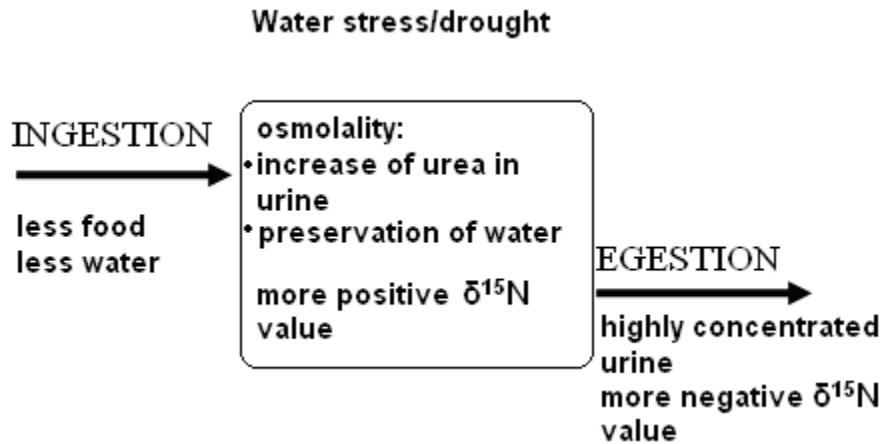 Water stress/drought
INGESTION
less food
less water
osmolality:
•increase of urea in
urine
•preservation of water
more positive δ¹⁵N
value
EGESTION
highly concentrated
urine
more negative δ¹⁵N
value